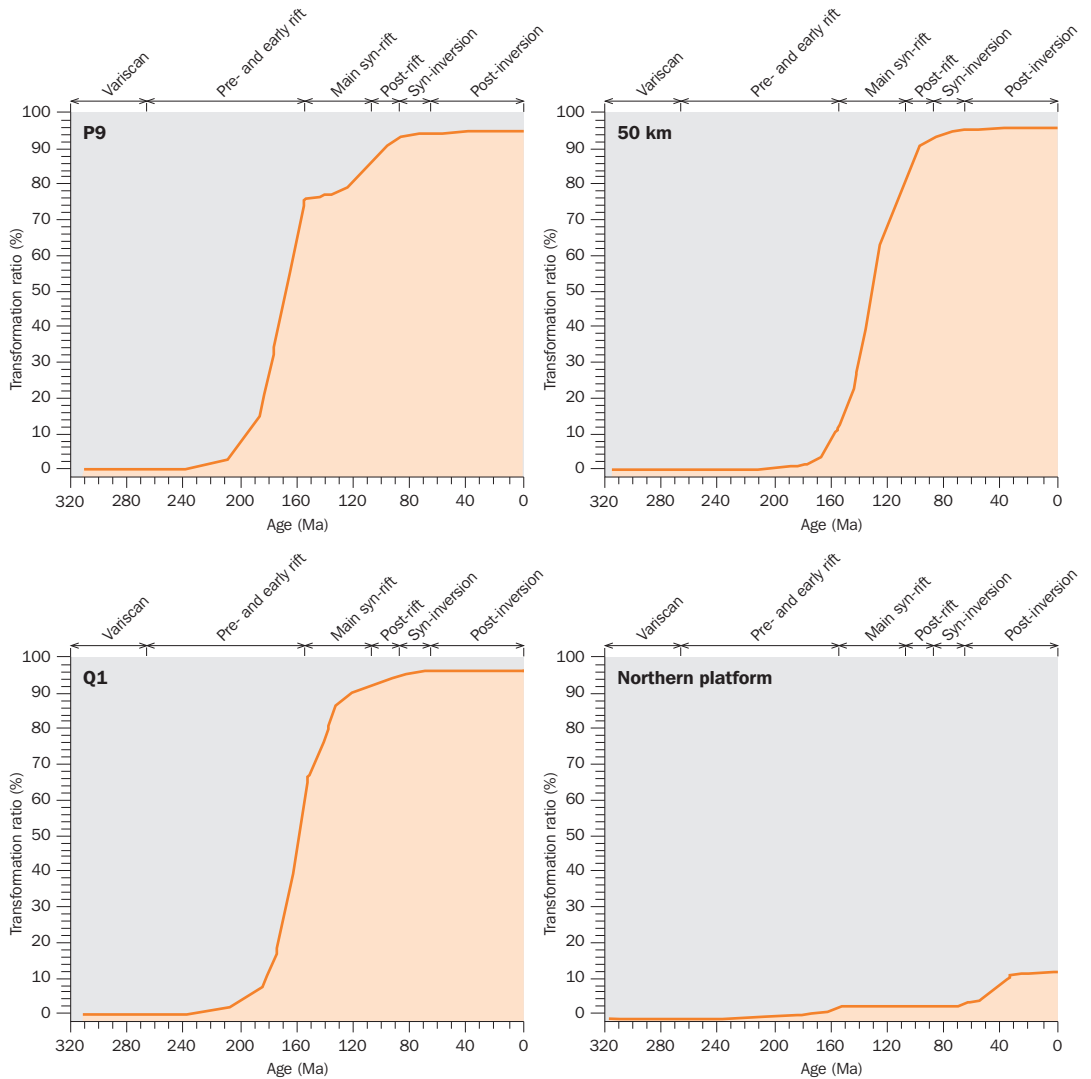 Variscan
Pre- and early rift
Main syn-rift
Post-rift
Syn-inversion
Post-inversion
P9
Transformation ratio (%)
100
90
80
70
60
50
40
30
20
10
0
320 280 240 200 160 120 80 40 0
Age (Ma)
Variscan
Pre- and early rift
Main syn-rift
Post-rift
Syn-inversion
Post-inversion
50 km
Transformation ratio (%)
100
90
80
70
60
50
40
30
20
10
0
320 280 240 200 160 120 80 40 0
Age (Ma)
Variscan
Pre- and early rift
Main syn-rift
Post-rift
Syn-inversion
Post-inversion
Q1
Transformation ratio (%)
100
90
80
70
60
50
40
30
20
10
0
320 280 240 200 160 120 80 40 0
Age (Ma)
Variscan
Pre- and early rift
Main syn-rift
Post-rift
Syn-inversion
Post-inversion
Northern platform
Transformation ratio (%)
100
90
80
70
60
50
40
30
20
10
0
320 280 240 200 160 120 80 40 0
Age (Ma)